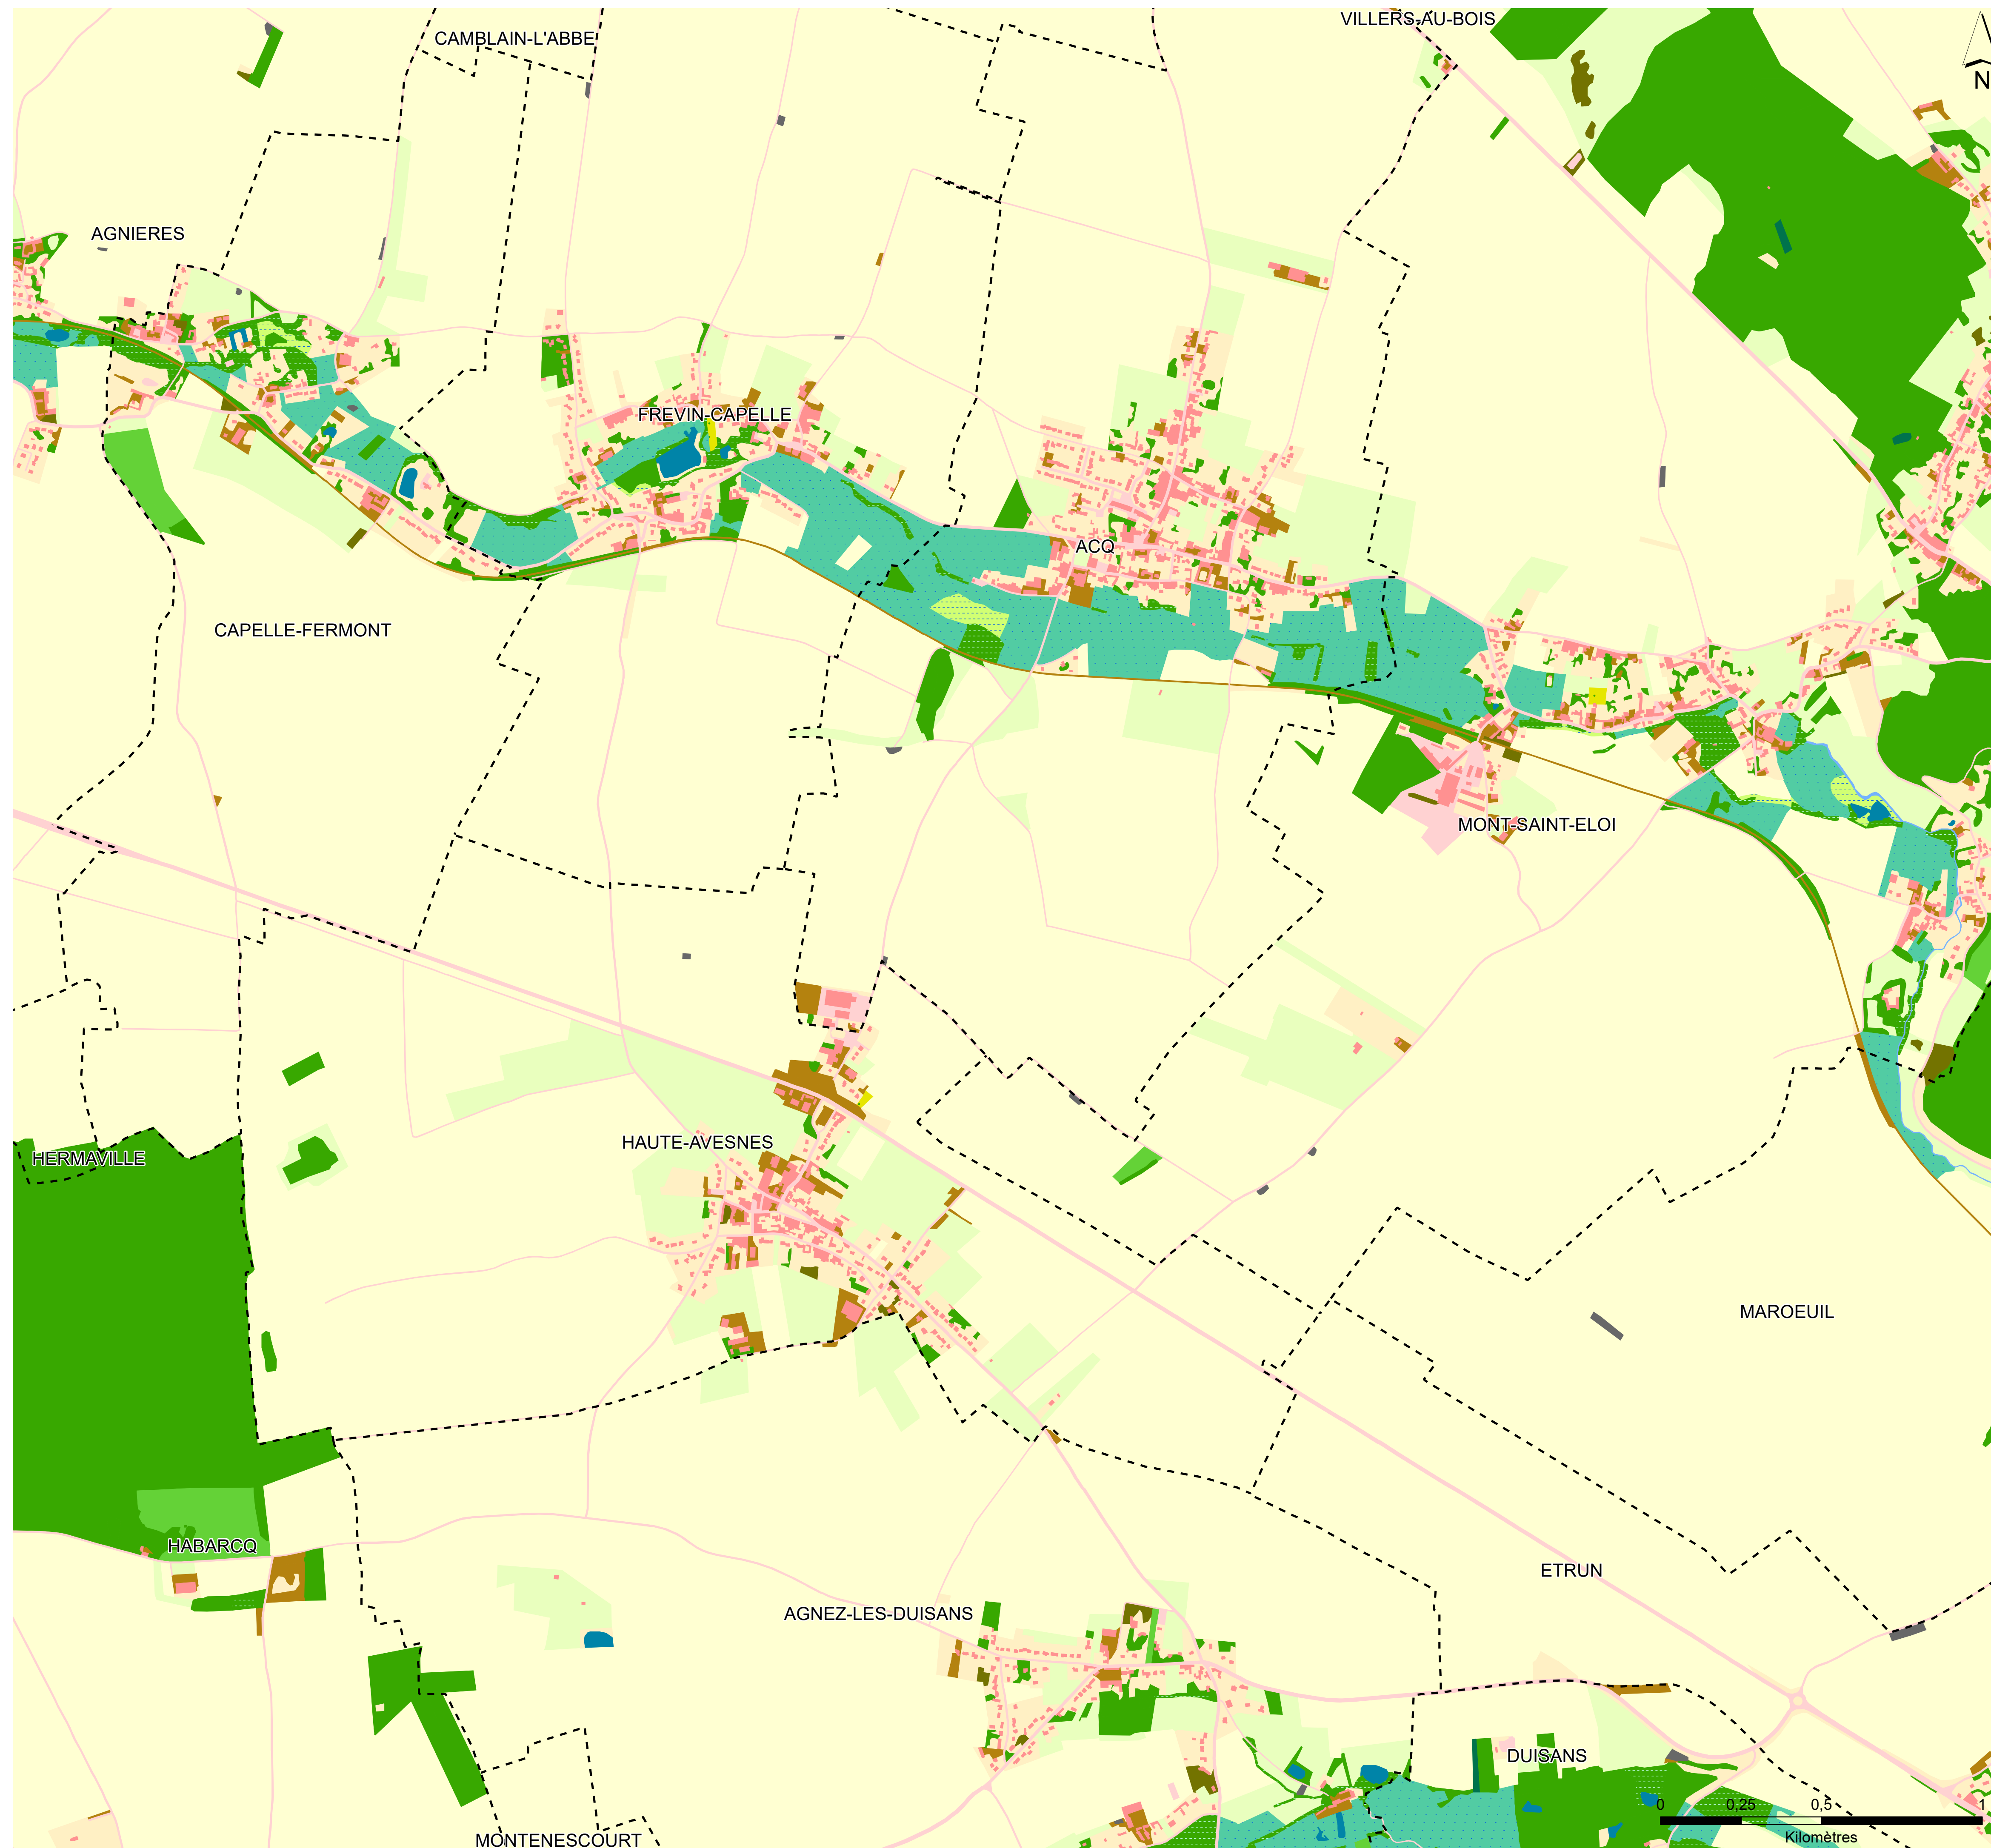 VILLERS-AU-BOIS
CAMBLAIN-L'ABBE
N
AGNIERES
FREVIN-CAPELLE
ACQ
CAPELLE-FERMONT
MONT-SAINT-ELOI
HAUTE-AVESNES
HERMAVILLE
MAROEUIL
HABARCQ
ETRUN
AGNEZ-LES-DUISANS
DUISANS
0 0,25 0,5 1
Kilomètres
MONTENESCOURT